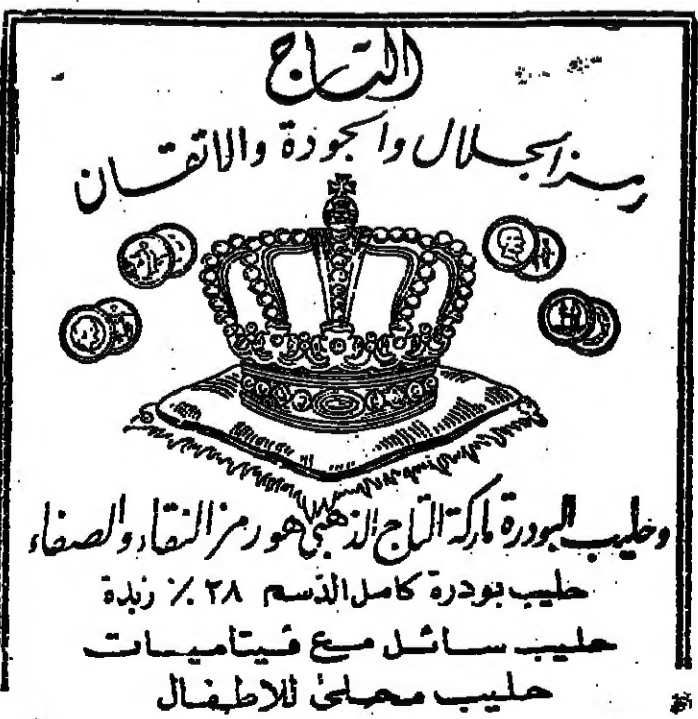 التاج
رمز الجلال والجودة والاتقان
وحليب البودرة ماركة التاج الذهبي هو رمز النقاء والصفاء
حليب بودرة كامل الدسم ٢٨ ٪ زبدة
حليب سائل مع فيتاميات
حليب محلى للاطفال